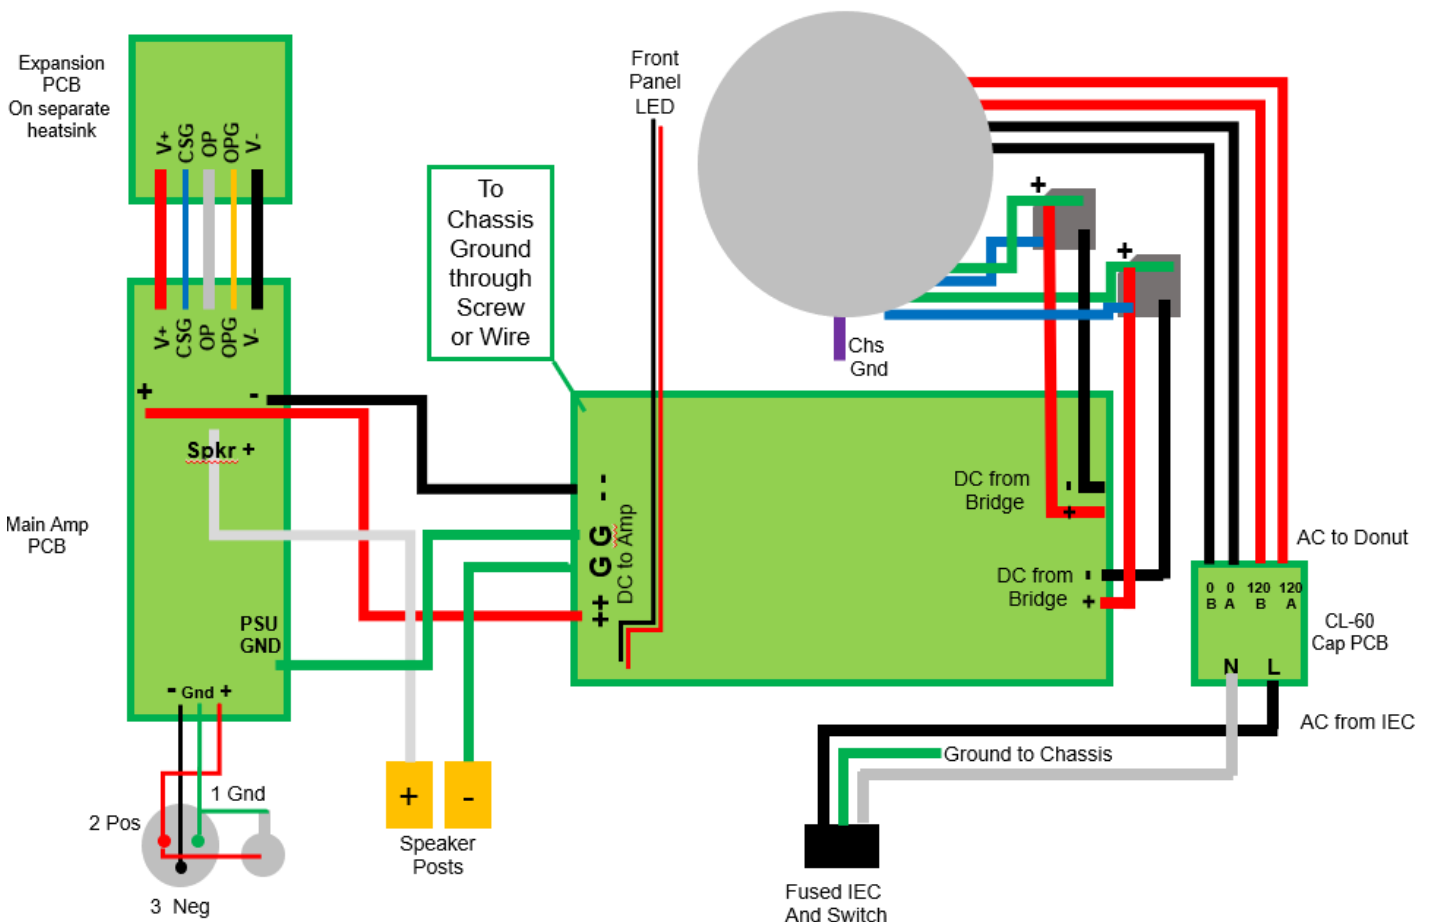 Expansion
PCB
On separate
heatsink
V+
CSG
OP
OPG
V-
V+
CSG
OP
OPG
V-
+
-
Spkr +
Main Amp
PCB
PSU
GND
- Gnd +
1 Gnd
2 Pos
3 Neg
To
Chassis
Ground
through
Screw
or Wire
Front
Panel
LED
+
-
Speaker
Posts
- -
G G
++
DC to Amp
Chs
Gnd
+
+
DC from
Bridge
-
+
DC from
Bridge
-
+
AC to Donut
0 0 120 120
B A B A
CL-60
Cap PCB
N L
AC from IEC
Ground to Chassis
Fused IEC
And Switch